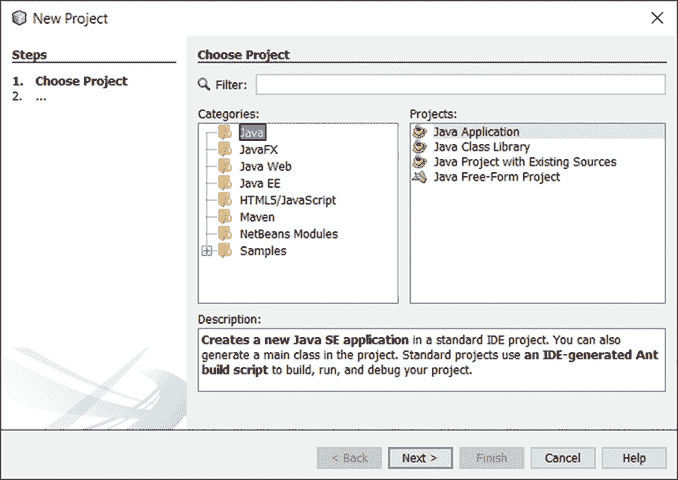 New Project
Steps
1. Choose Project
2. ...
Choose Project
Filter:
Categories:
Java
JavaFX
Java Web
Java EE
HTML5/JavaScript
Maven
NetBeans Modules
Samples
Projects:
Java Application
Java Class Library
Java Project with Existing Sources
Java Free-Form Project
Description:
Creates a new Java SE application in a standard IDE project. You can also
generate a main class in the project. Standard projects use an IDE-generated Ant
build script to build, run, and debug your project.
< Back
Next >
Finish
Cancel
Help